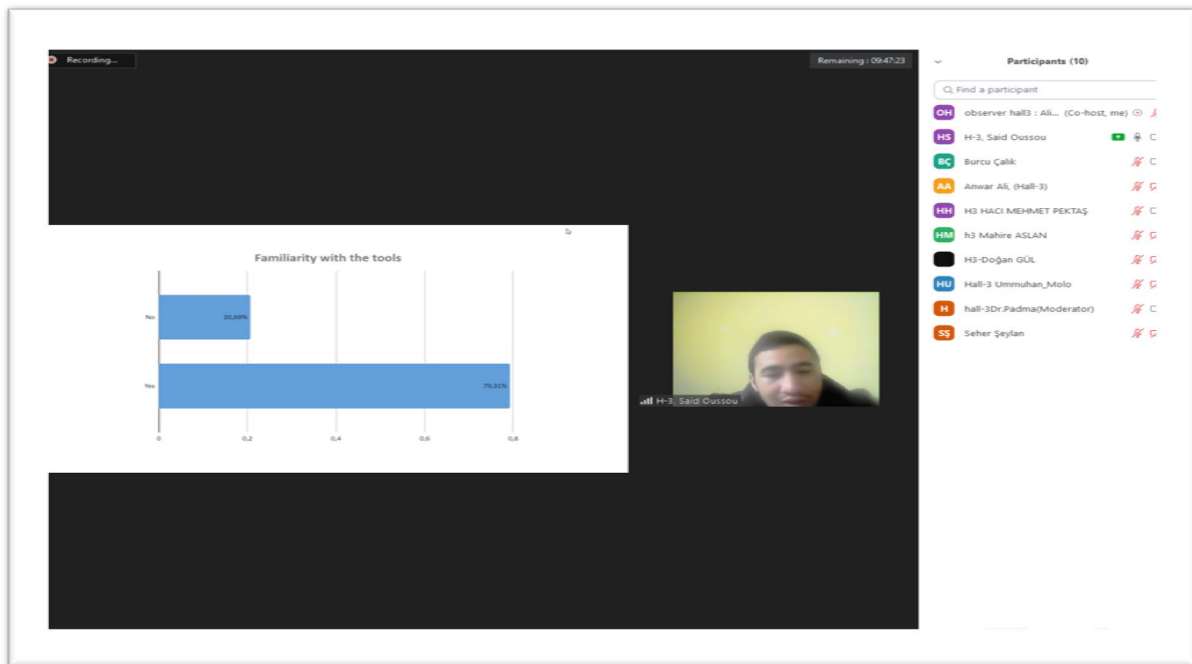 Recording...
Remaining : 09:47:23
Familiarity with the tools
No
20,69%
Yes
79,31%
0
0,2
0,4
0,6
0,8
H-3, Said Oussou
Participants (10)
Find a participant
OH observer hall3 : Ali... (Co-host, me)
HS H-3, Said Oussou
BÇ Burcu Çalık
AA Anwar Ali, (Hall-3)
HH H3 HACI MEHMET PEKTAŞ
HM h3 Mahire ASLAN
H3-Doğan GÜL
HU Hall-3 Ummuhan_Molo
H hall-3Dr.Padma(Moderator)
SŞ Seher Şeylan